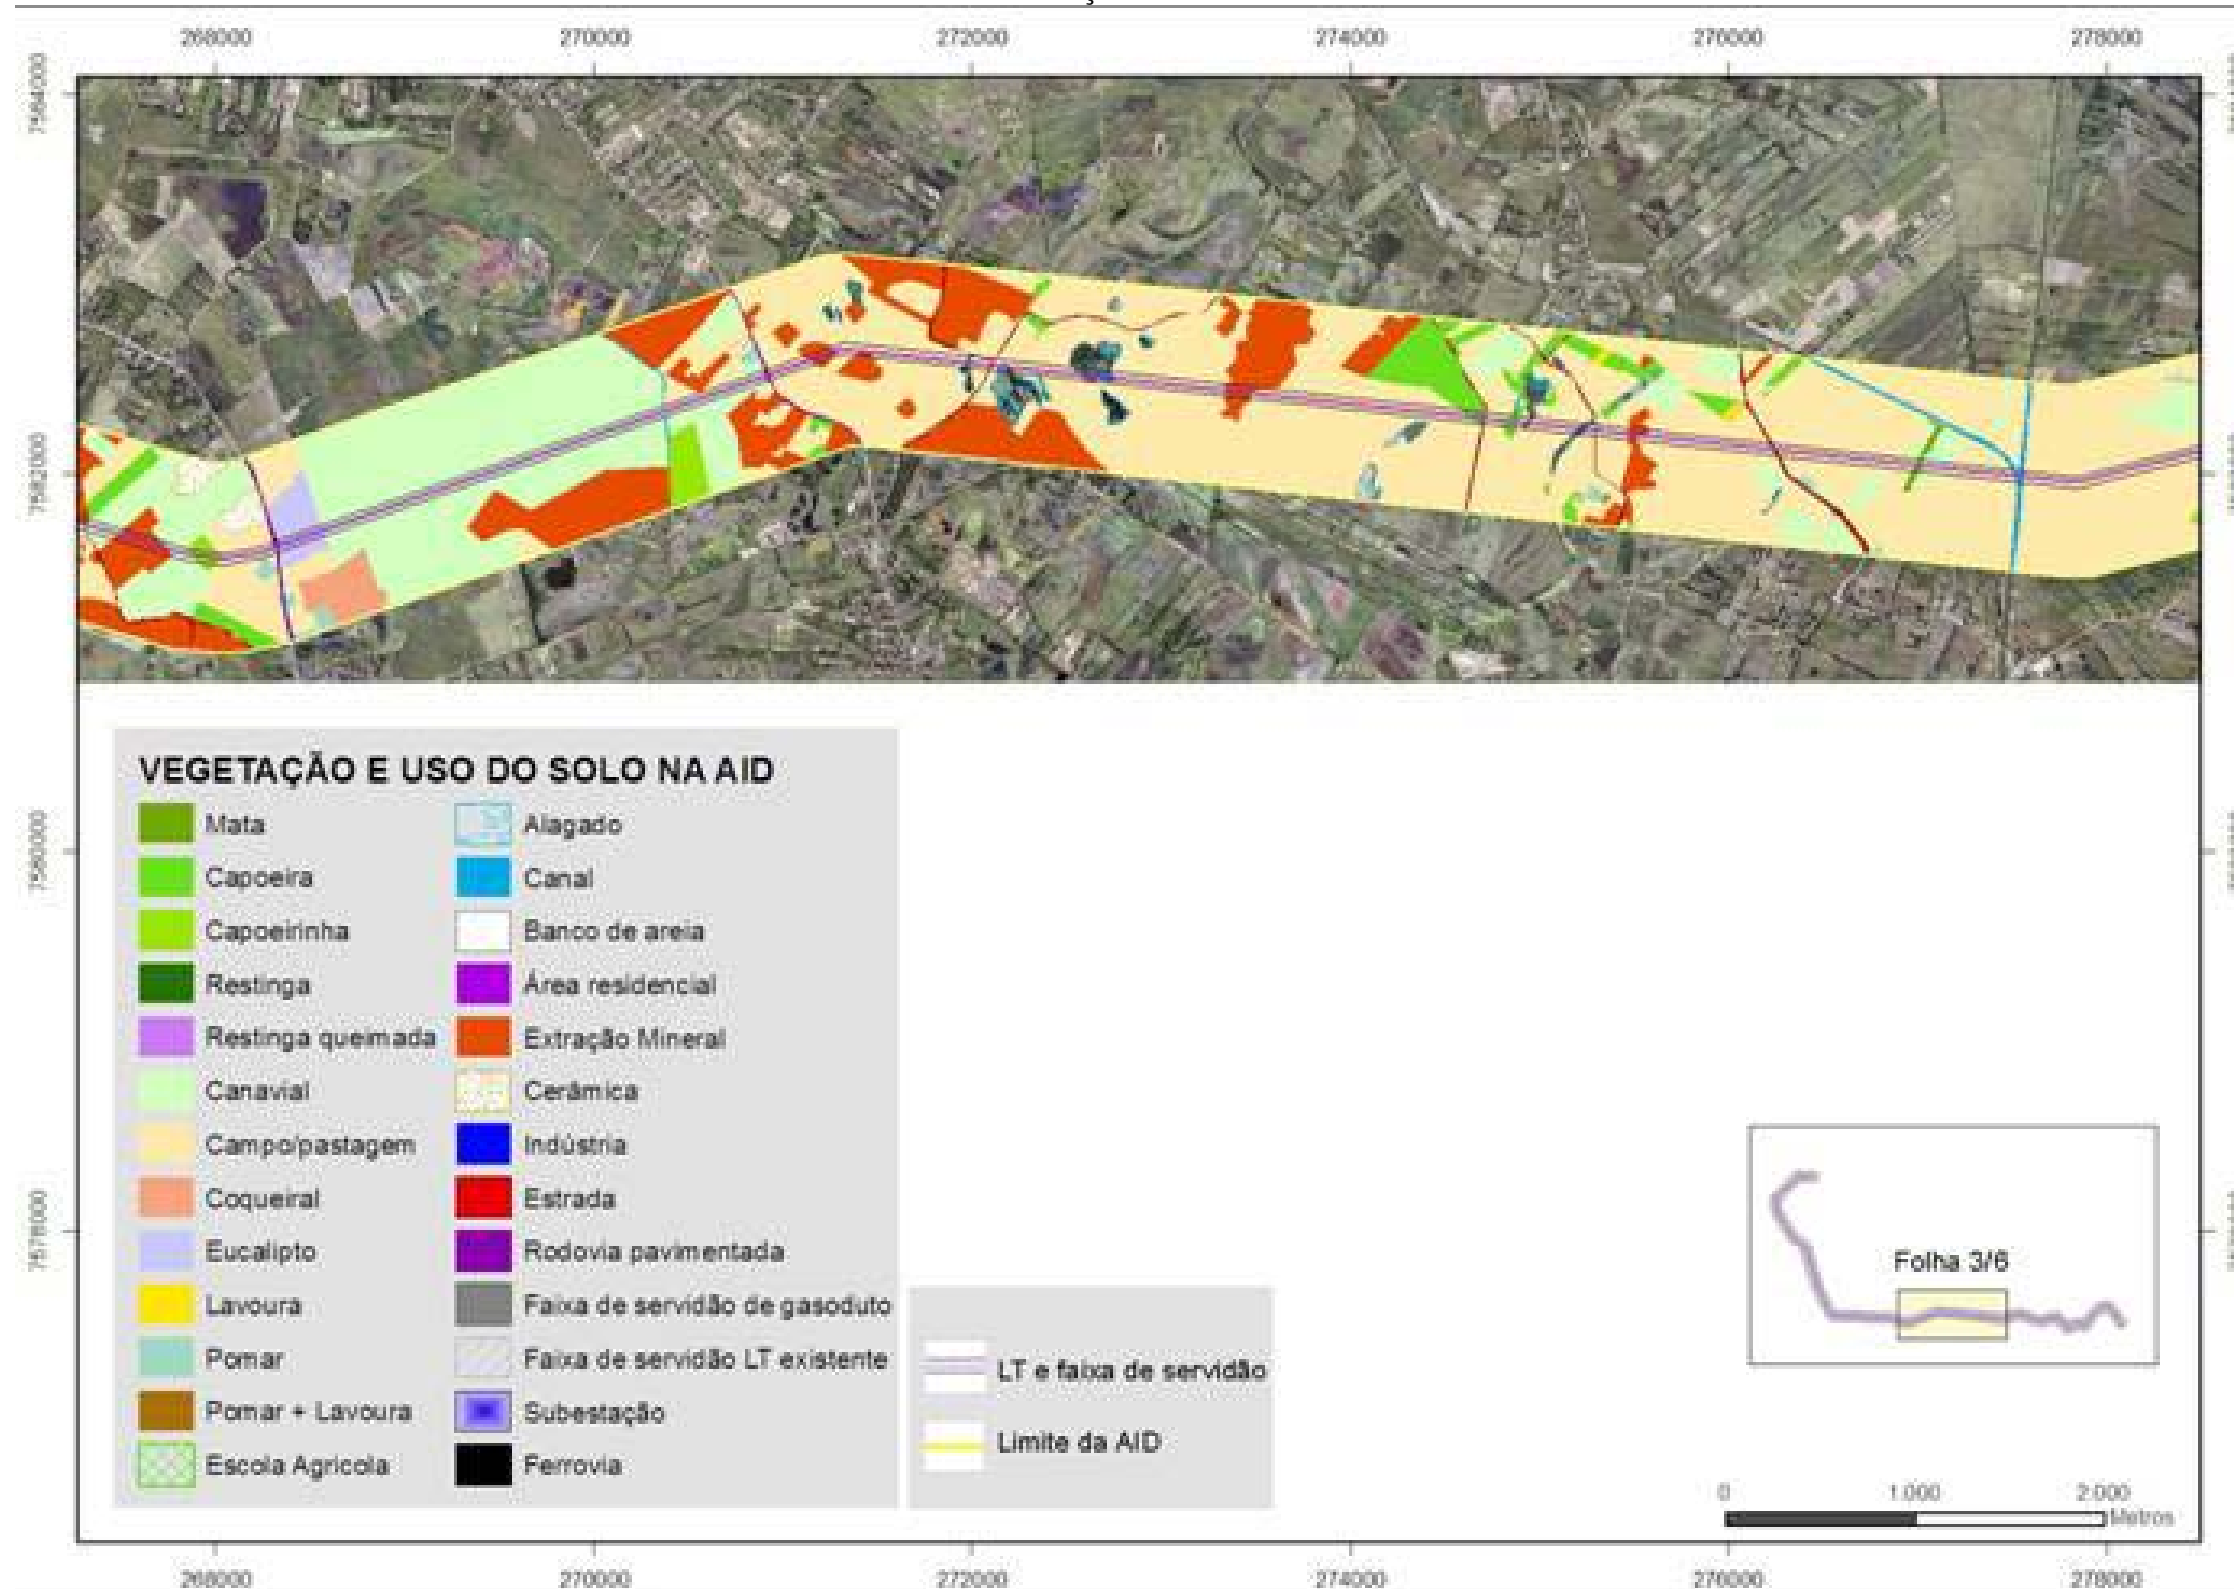 268000 270000 272000 274000 276000 278000
7584000
7582000
7580000
7578000
VEGETAÇÃO E USO DO SOLO NA AID
Mata
Capoeira
Capoeirinha
Restinga
Restinga queimada
Canavial
Campo/pastagem
Coqueiral
Eucalipto
Lavoura
Pomar
Pomar + Lavoura
Escola Agrícola
Alagado
Canal
Banco de areia
Área residencial
Extração Mineral
Cerâmica
Indústria
Estrada
Rodovia pavimentada
Faixa de servidão de gasoduto
Faixa de servidão LT existente
Subestação
Ferrovia
LT e faixa de servidão
Limite da AID
Folha 3/6
0 1.000 2.000
Metros
268000 270000 272000 274000 276000 278000